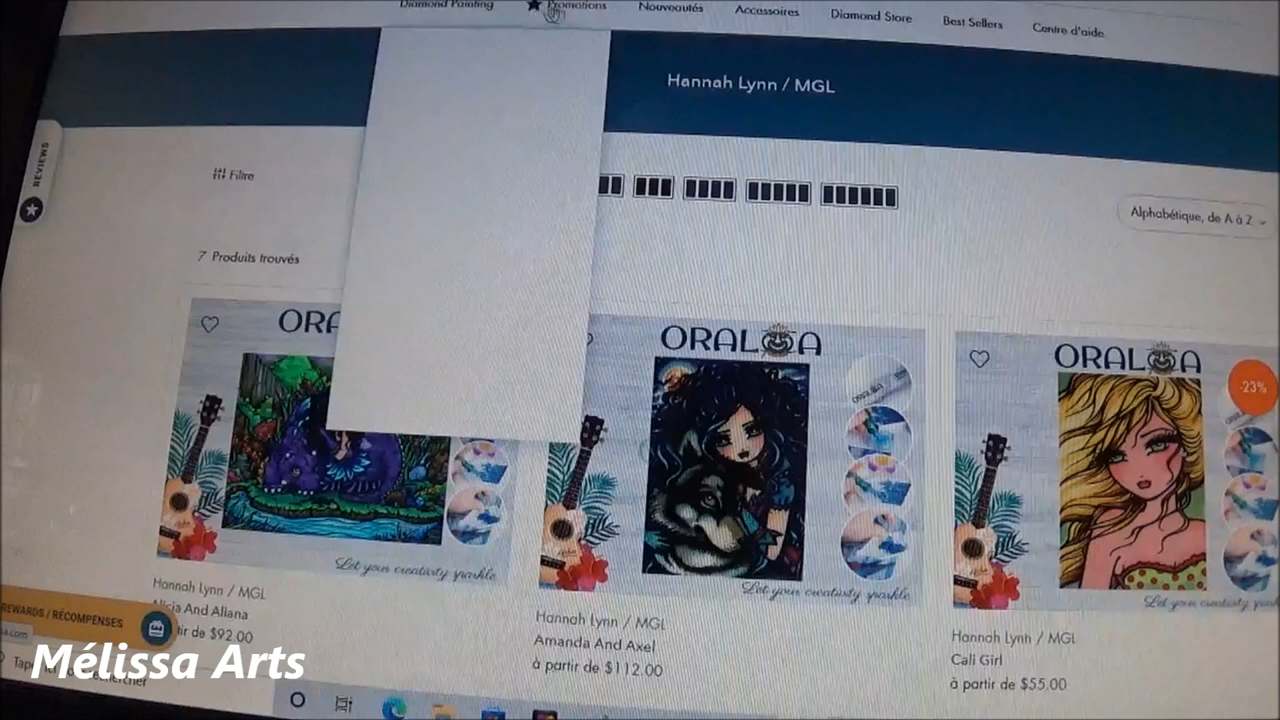 Diamond Painting
Promotions
Nouveautés
Accessoires
Diamond Store
Best Sellers
Centre d'aide
Hannah Lynn / MGL
REVIEWS
Filtre
Alphabétique, de A à Z
7 Produits trouvés
ORALOA
ORALOA
-23%
Let your creativity sparkle
Let your creativity sparkle
Let your creativity
Hannah Lynn / MGL
Alicia And Aliana
tir de $92.00
Hannah Lynn / MGL
Amanda And Axel
à partir de $112.00
Hannah Lynn / MGL
Cali Girl
à partir de $55.00
REWARDS / RÉCOMPENSES
Mélissa Arts